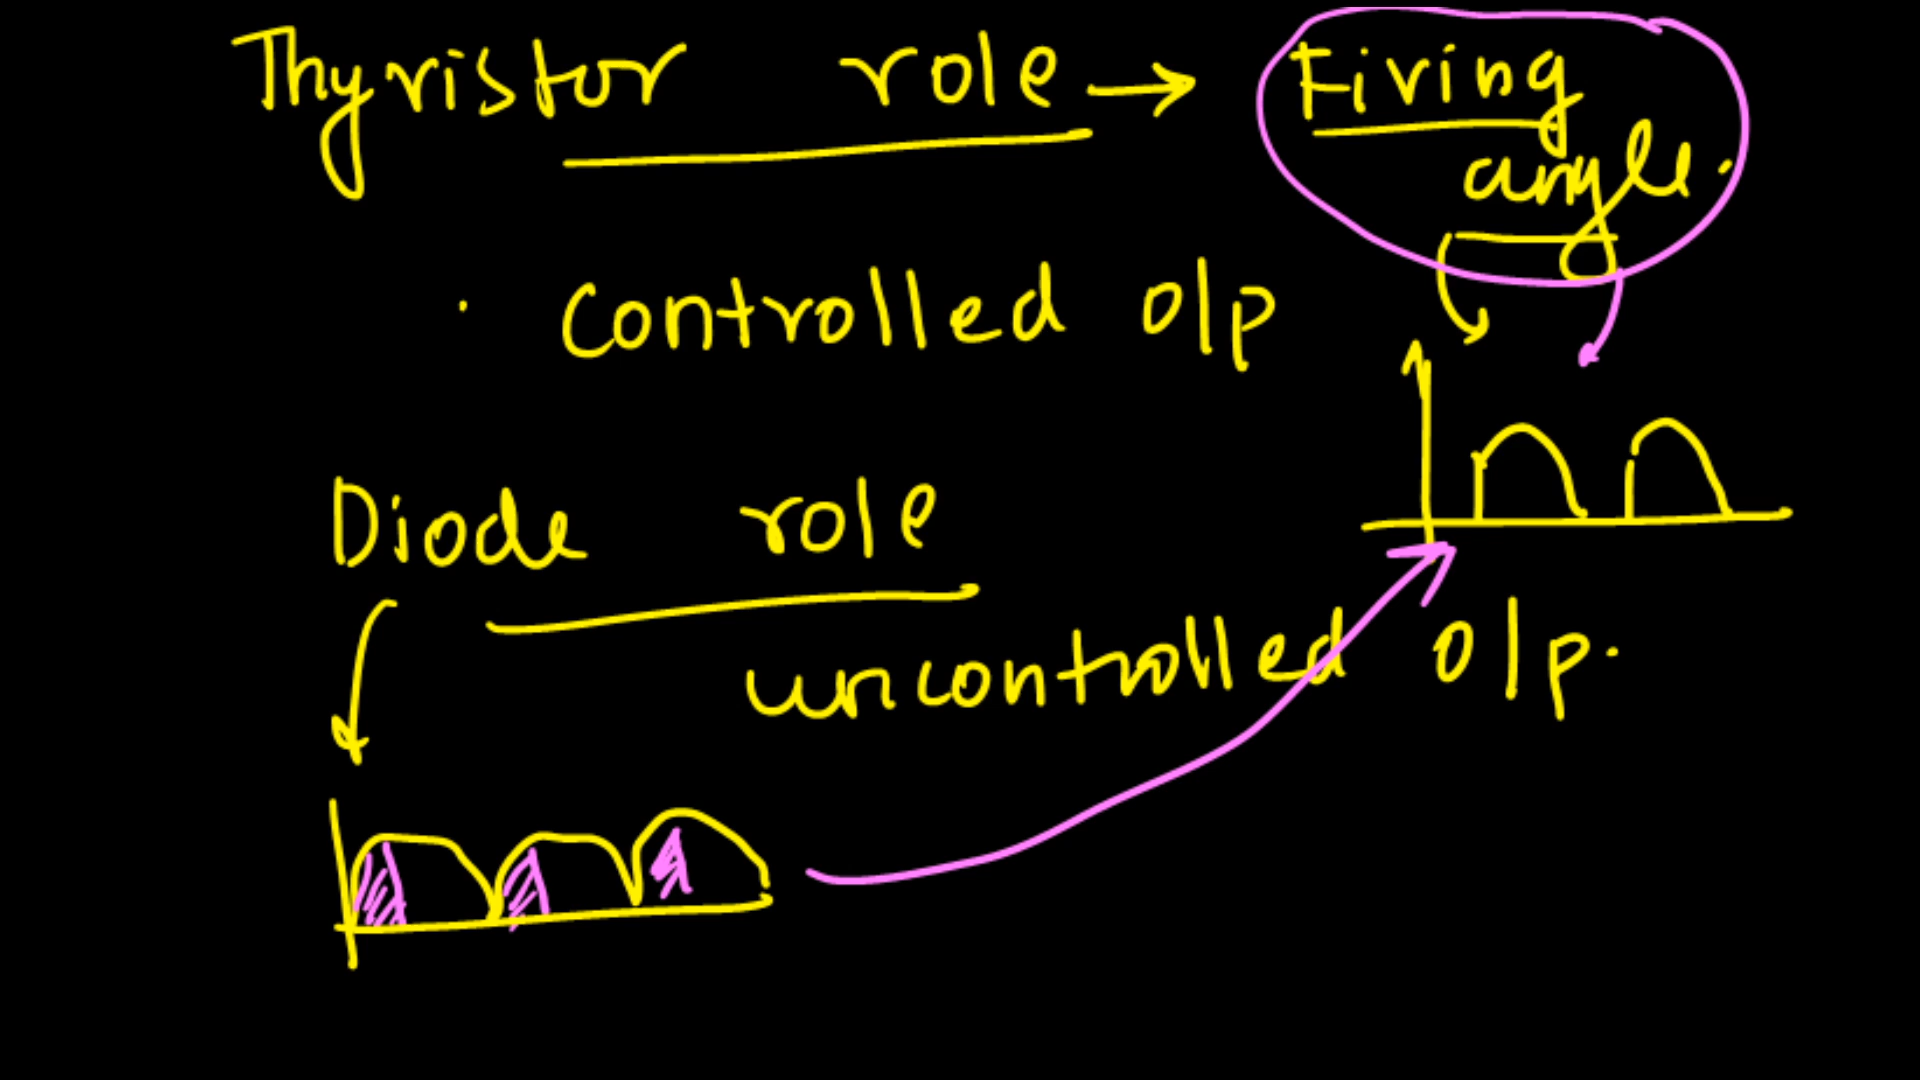 Thyristor role → Firing
angle.
· Controlled o/p
Diode role
uncontrolled o/p.